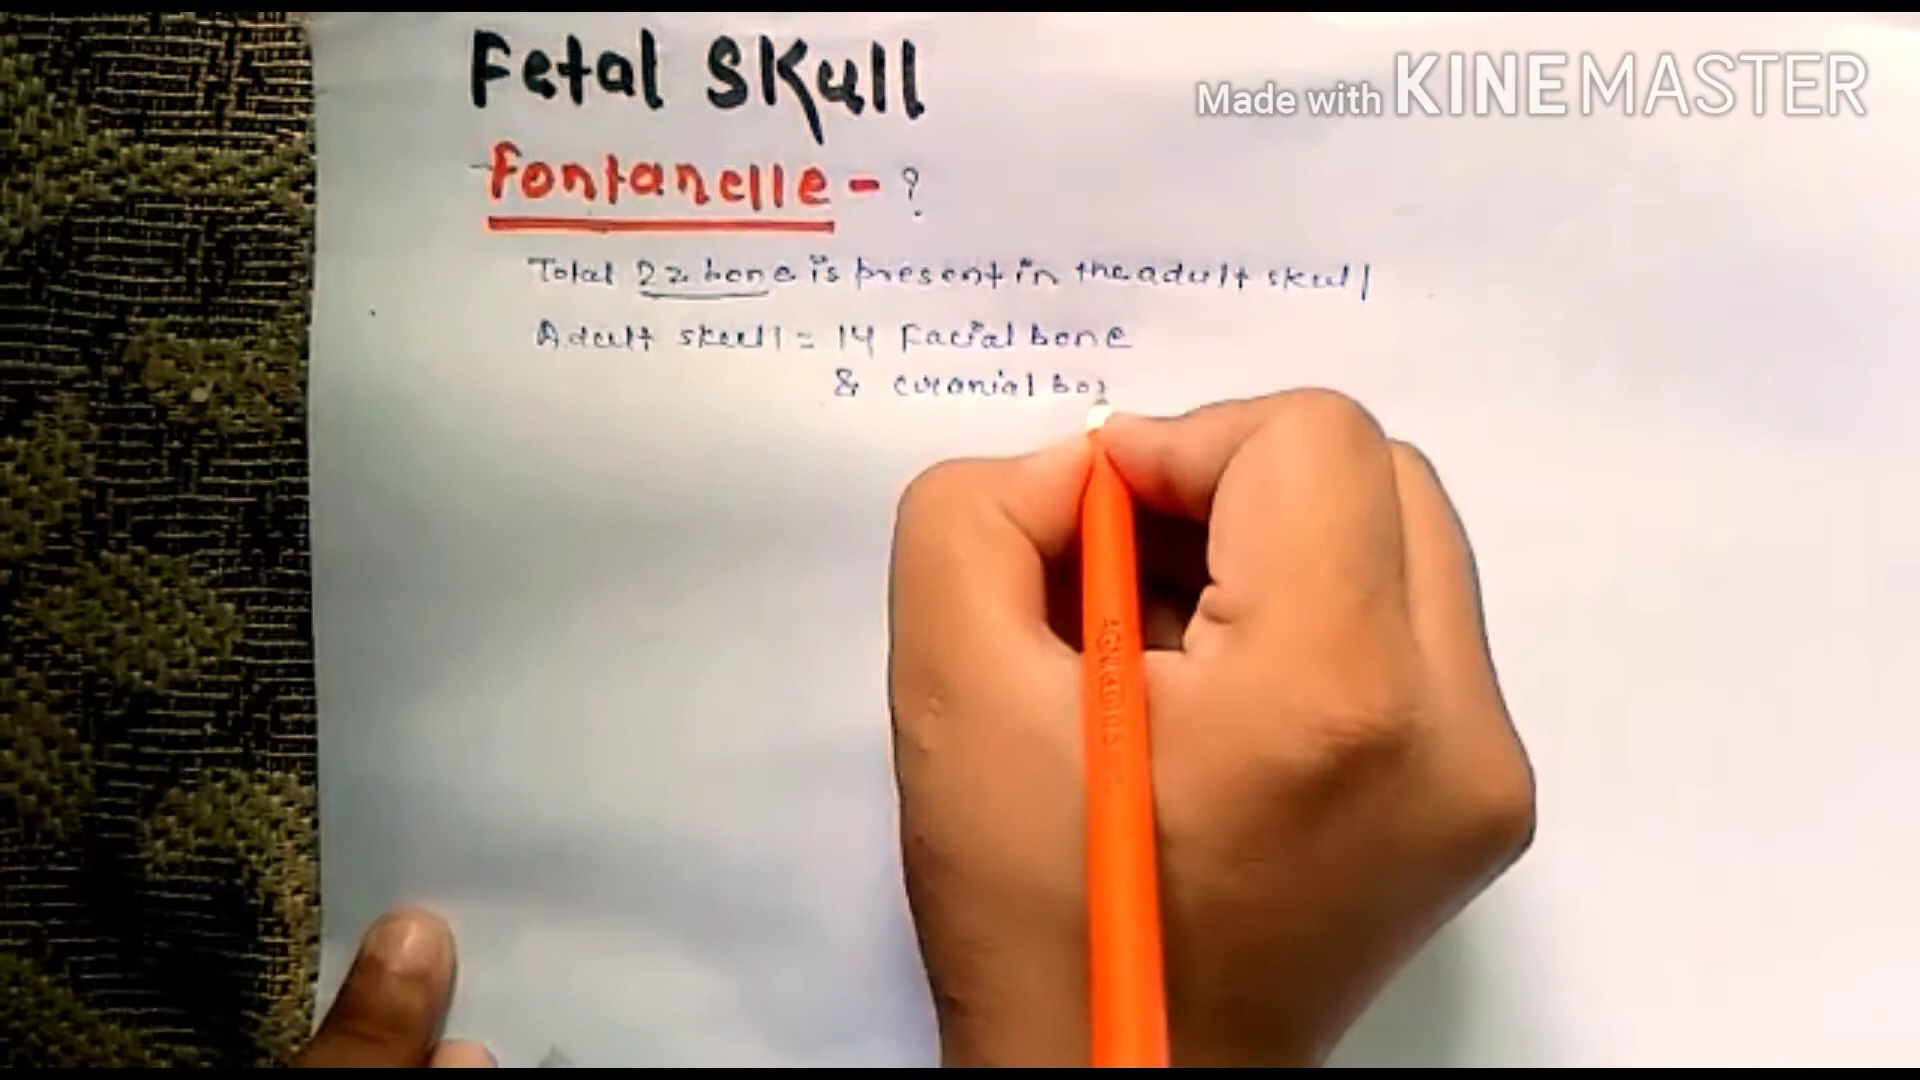 Fetal Skull
Made with KINEMASTER
Fontanelle - ?
Total 22 bone is present in the adult skull
Adult skull = 14 Facial bone
& cranial bo